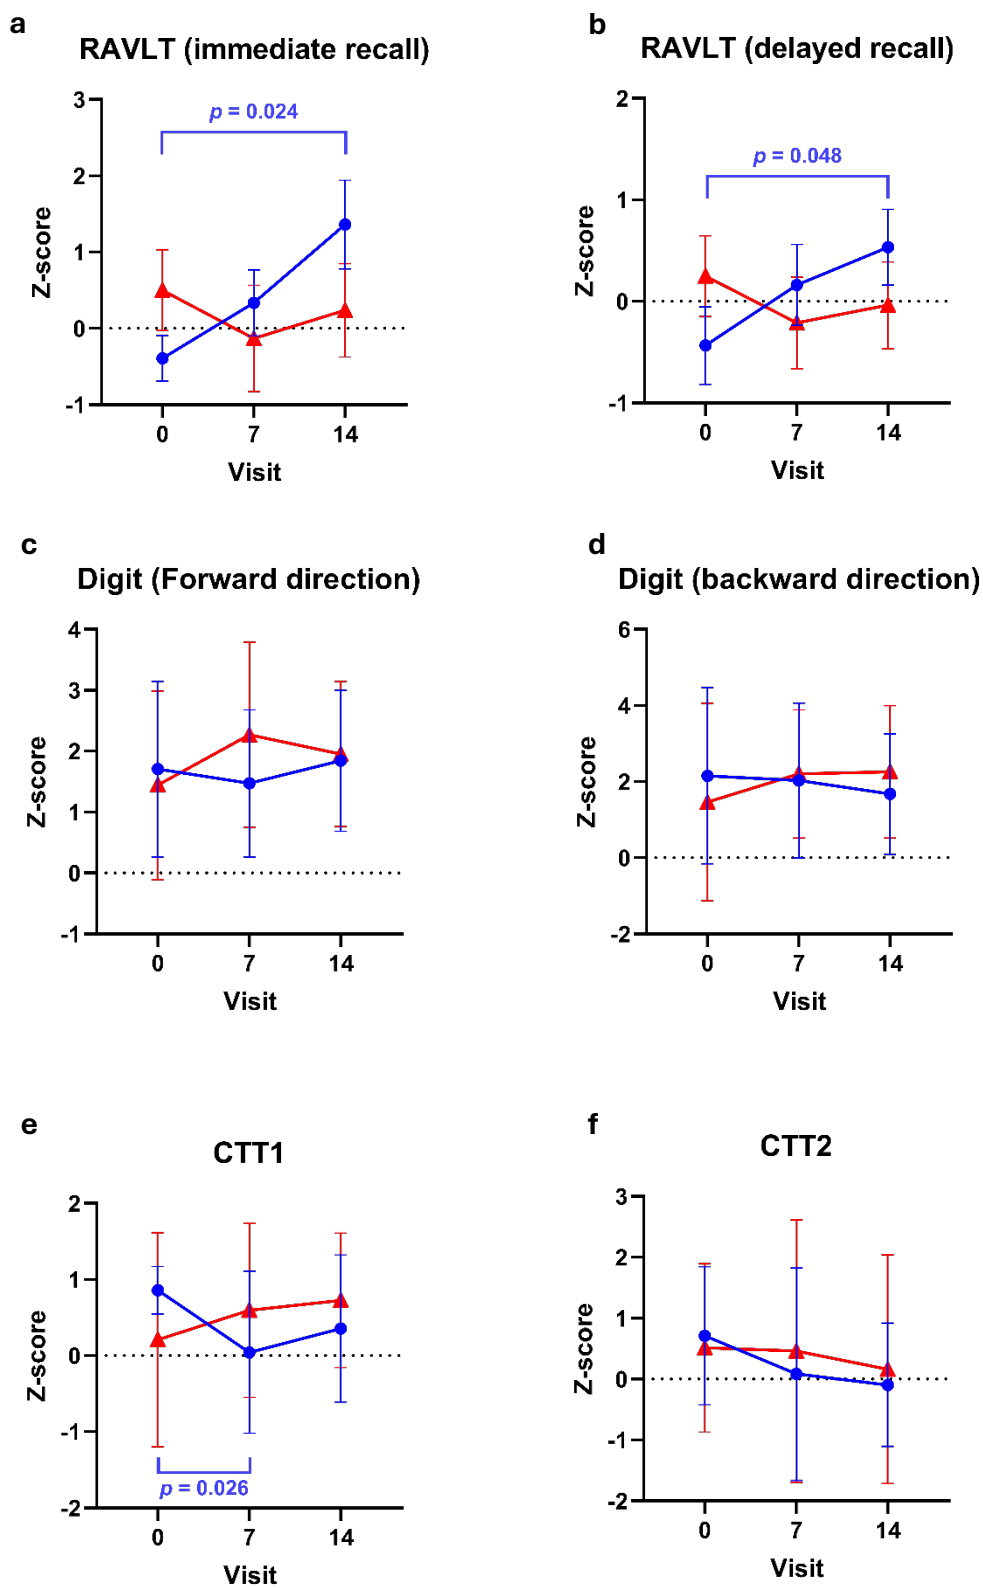 a
RAVLT (immediate recall)
3
2
1
0
-1
Z-score
p = 0.024
0 7 14
Visit
b
RAVLT (delayed recall)
2
1
0
-1
Z-score
p = 0.048
0 7 14
Visit
c
Digit (Forward direction)
4
3
2
1
0
-1
Z-score
0 7 14
Visit
d
Digit (backward direction)
6
4
2
0
-2
Z-score
0 7 14
Visit
e
CTT1
2
1
0
-1
-2
Z-score
p = 0.026
0 7 14
Visit
f
CTT2
3
2
1
0
-1
-2
Z-score
0 7 14
Visit